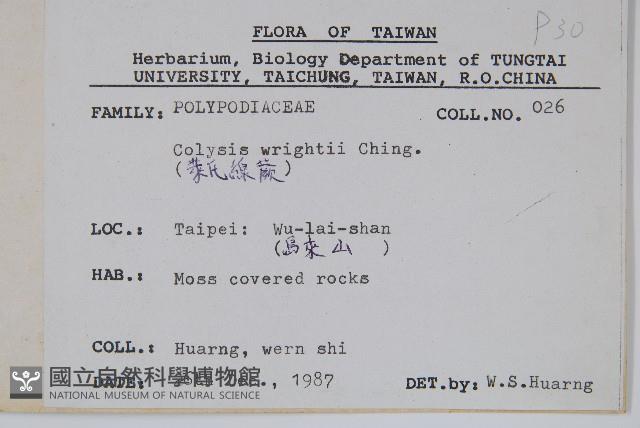 P30
FLORA OF TAIWAN
Herbarium, Biology Department of TUNGTAI
UNIVERSITY, TAICHUNG, TAIWAN, R.O.CHINA
FAMILY: POLYPODIACEAE COLL.NO. 026
Colysis wrightii Ching.
(萊氏線蕨)
LOC.: Taipei: Wu-lai-shan
(烏來山)
HAB.: Moss covered rocks
COLL.: Huarng, wern shi
DATE: , 1987 DET.by: W.S.Huarng
國立自然科學博物館
NATIONAL MUSEUM OF NATURAL SCIENCE